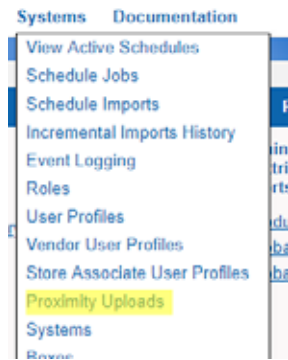 Systems Documentation
View Active Schedules
Schedule Jobs
Schedule Imports
Incremental Imports History
Event Logging
Roles
User Profiles
Vendor User Profiles
Store Associate User Profiles
Proximity Uploads
Systems
Boxes